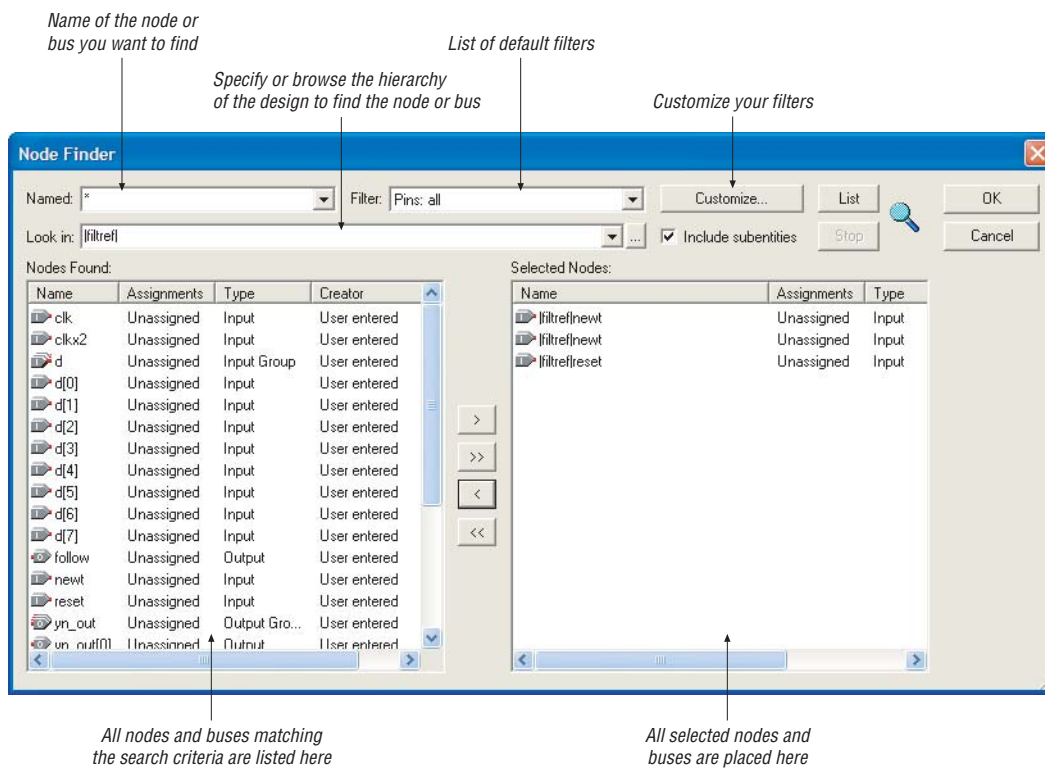 Name of the node or
bus you want to find
List of default filters
Specify or browse the hierarchy
of the design to find the node or bus
Customize your filters
Node Finder
Named: * Filter: Pins: all Customize... List OK
Look in: |filtref| ... Include subentities Stop Cancel
Nodes Found:
Name Assignments Type Creator
clk Unassigned Input User entered
clkx2 Unassigned Input User entered
d Unassigned Input Group User entered
d[0] Unassigned Input User entered
d[1] Unassigned Input User entered
d[2] Unassigned Input User entered
d[3] Unassigned Input User entered
d[4] Unassigned Input User entered
d[5] Unassigned Input User entered
d[6] Unassigned Input User entered
d[7] Unassigned Input User entered
follow Unassigned Output User entered
newt Unassigned Input User entered
reset Unassigned Input User entered
yn_out Unassigned Output Gro... User entered
yn_out[0] Unassigned Output User entered
>
>>
<
<<
Selected Nodes:
Name Assignments Type
|filtref|newt Unassigned Input
|filtref|newt Unassigned Input
|filtref|reset Unassigned Input
All nodes and buses matching
the search criteria are listed here
All selected nodes and
buses are placed here